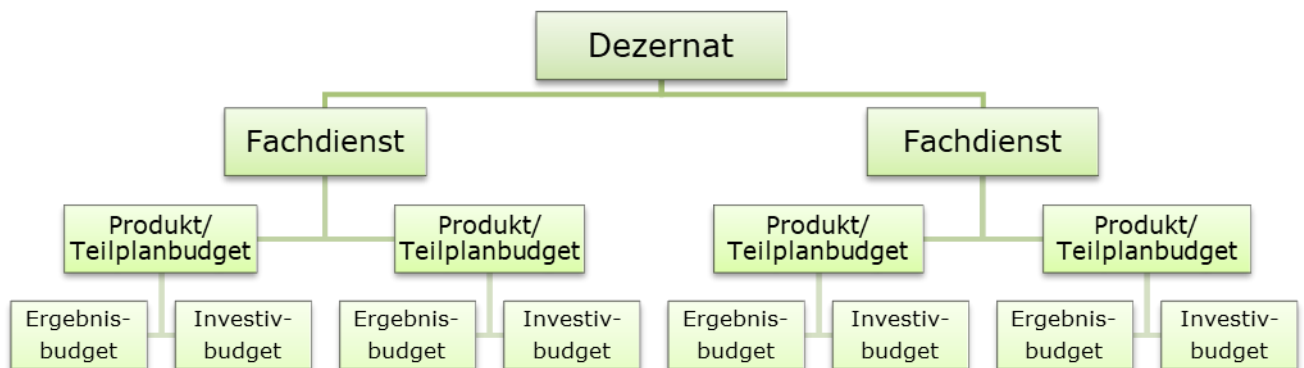 Dezernat
Fachdienst
Fachdienst
Produkt/
Teilplanbudget
Produkt/
Teilplanbudget
Produkt/
Teilplanbudget
Produkt/
Teilplanbudget
Ergebnis-
budget
Investiv-
budget
Ergebnis-
budget
Investiv-
budget
Ergebnis-
budget
Investiv-
budget
Ergebnis-
budget
Investiv-
budget